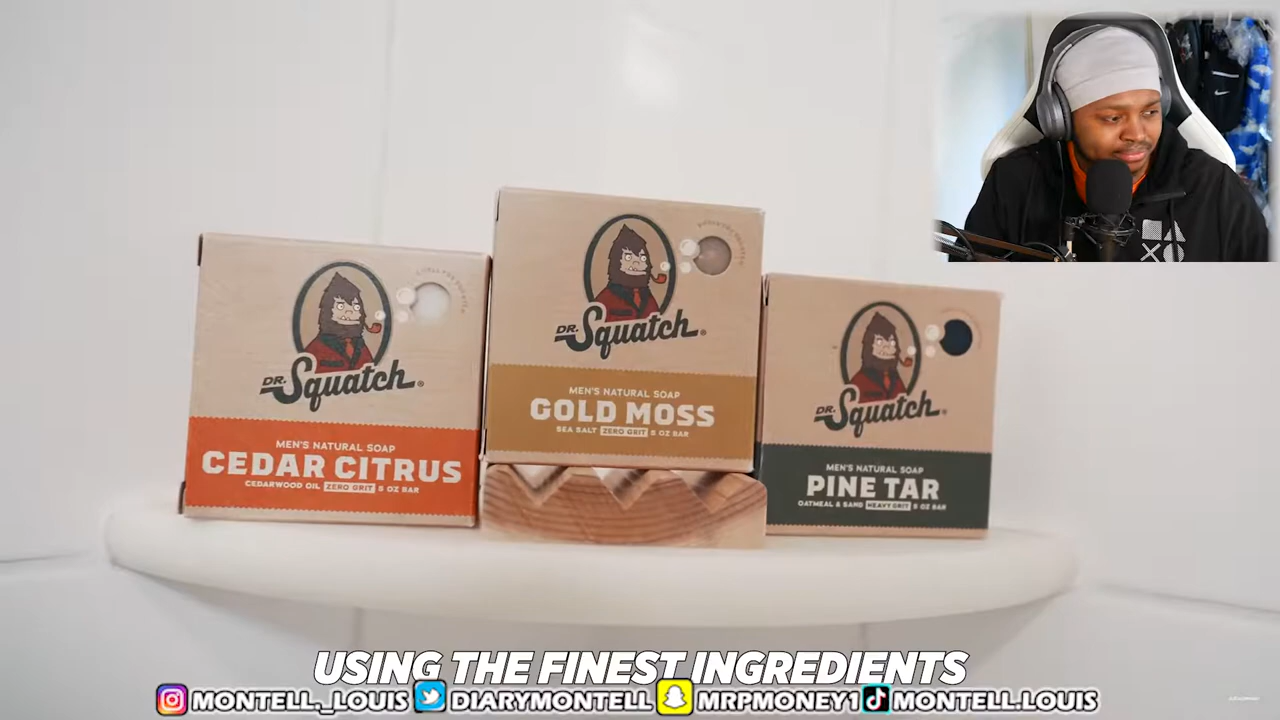 DR. Squatch®
MEN'S NATURAL SOAP
CEDAR CITRUS
CEDARWOOD OIL ZERO GRIT 5 OZ BAR
DR. Squatch®
MEN'S NATURAL SOAP
GOLD MOSS
SEA SALT ZERO GRIT 5 OZ BAR
DR. Squatch®
MEN'S NATURAL SOAP
PINE TAR
OATMEAL & SAND HEAVY GRIT 5 OZ BAR
USING THE FINEST INGREDIENTS
MONTELL_LOUIS DIARYMONTELL MRPMONEY1 MONTELL.LOUIS